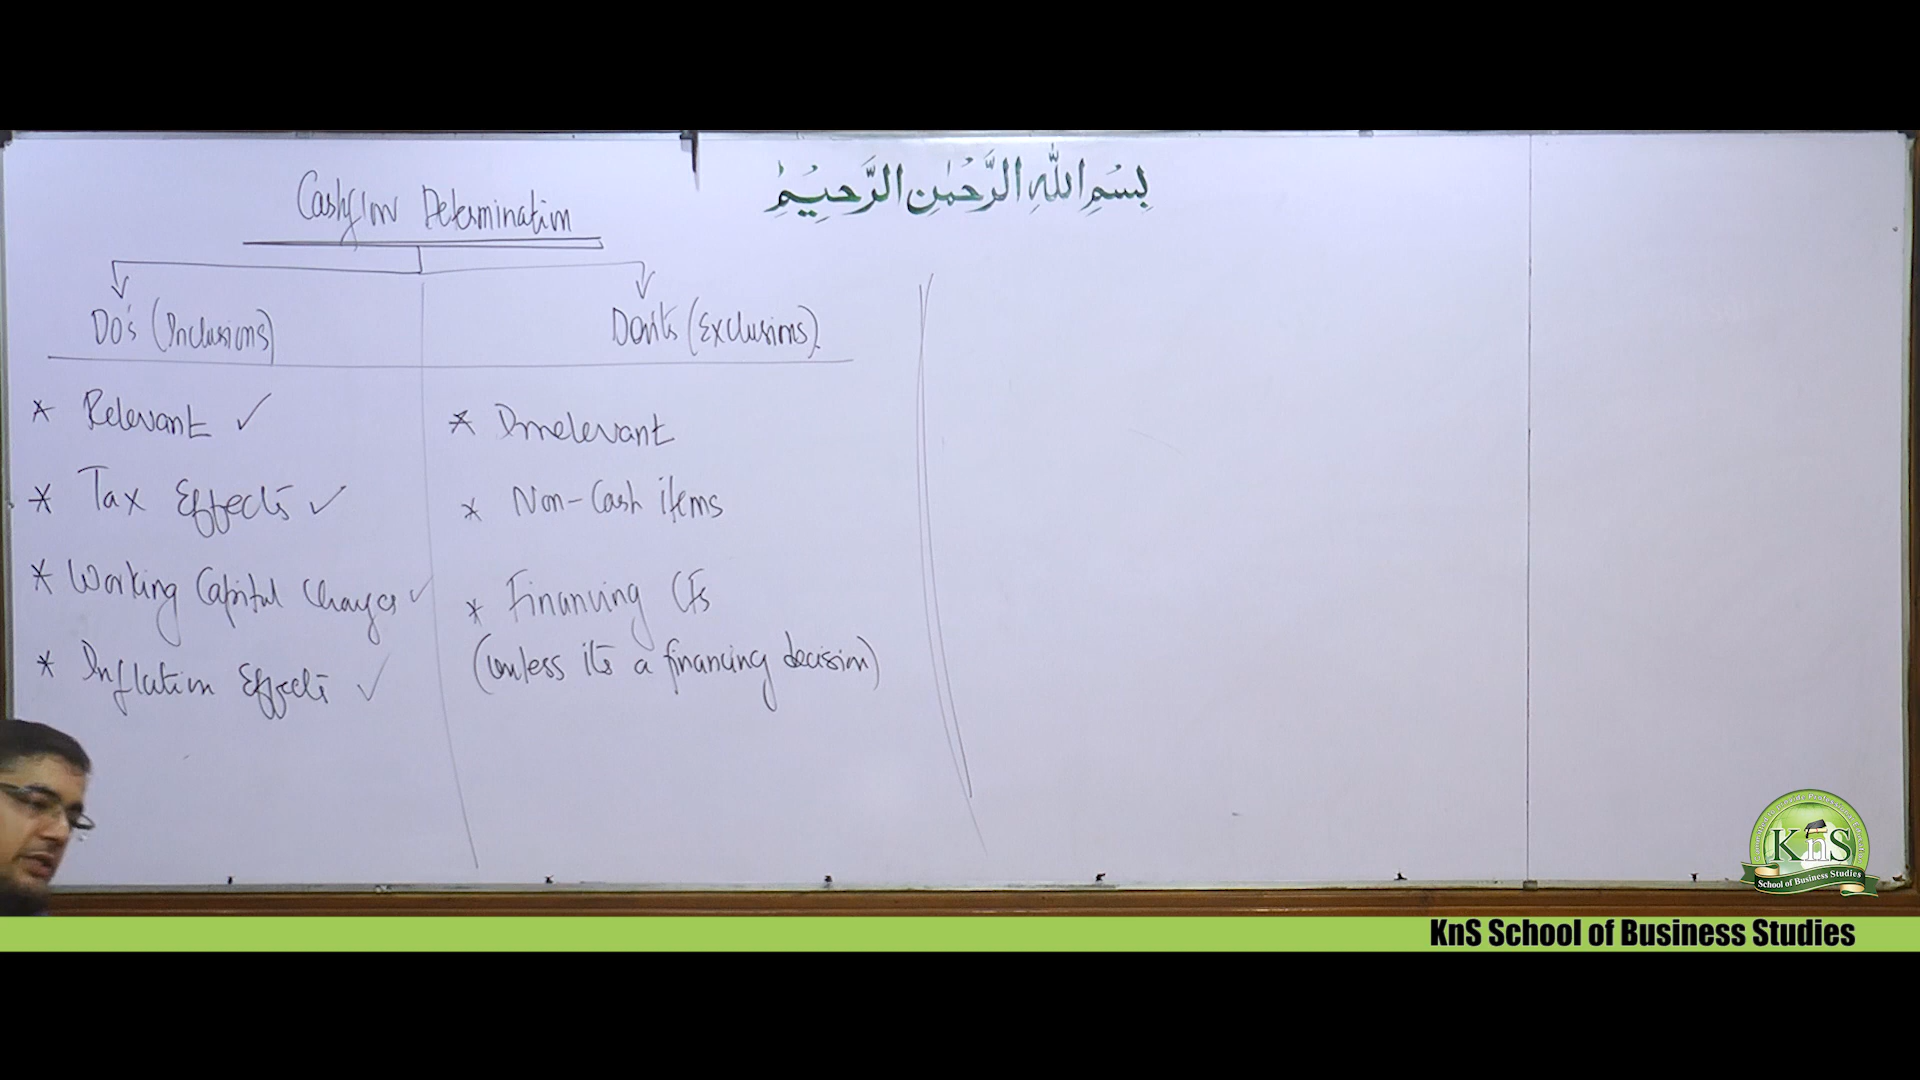 بِسْمِ اللهِ الرَّحْمٰنِ الرَّحِيْمِ
Cashflow Determination
Do's (Inclusions)
Don'ts (Exclusions)
* Relevant ✓
* Tax Effects ✓
* Working Capital Changes ✓
* Inflation Effects ✓
* Irrelevant
* Non-Cash items
* Financing CFs
(unless its a financing decision)
KnS
School of Business Studies
KnS School of Business Studies